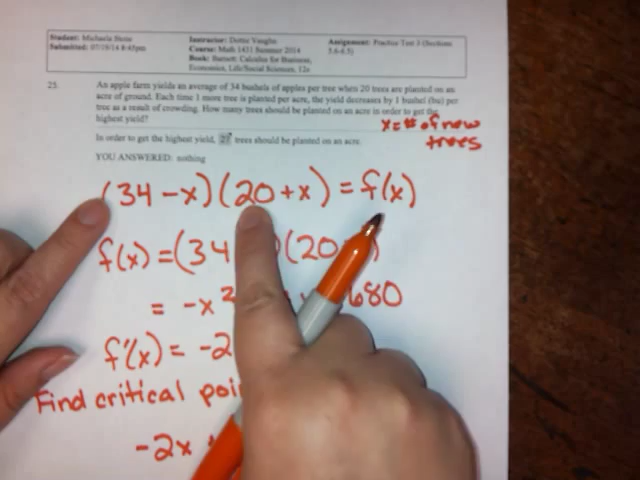 Student: Michaela Stone
Submitted: 07/19/14 8:45pm
Instructor: Dottie Vaughn
Course: Math 1431 Summer 2014
Book: Barnett: Calculus for Business,
Economics, Life/Social Sciences, 12e
Assignment: Practice Test 3 (Sections
5.6-6.5)
25. An apple farm yields an average of 34 bushels of apples per tree when 20 trees are planted on an
acre of ground. Each time 1 more tree is planted per acre, the yield decreases by 1 bushel (bu) per
tree as a result of crowding. How many trees should be planted on an acre in order to get the
highest yield?
x = # of new
trees
In order to get the highest yield, 27 trees should be planted on an acre.
YOU ANSWERED: nothing
(34 - x)(20 + x) = f(x)
f(x) = (34 (20
= -x² 680
f'(x) = -2
Find critical poi
-2x